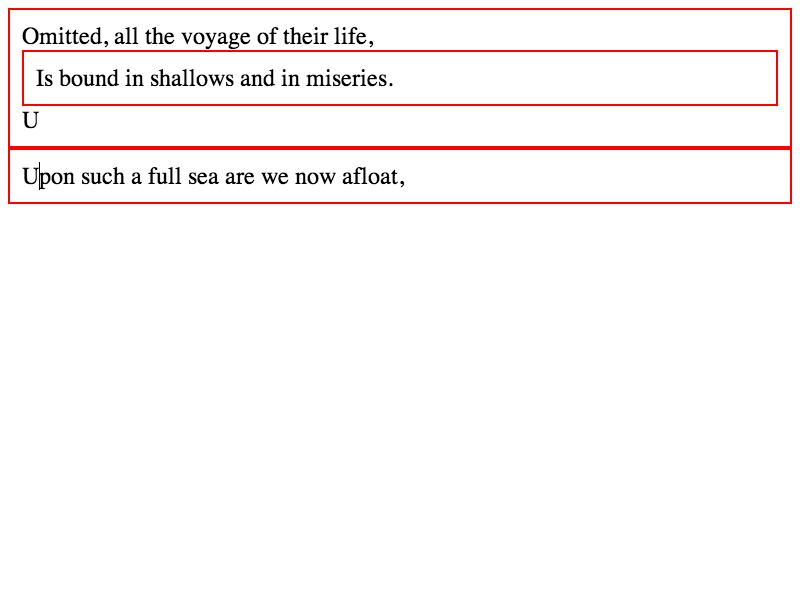 Omitted, all the voyage of their life,
Is bound in shallows and in miseries.
U
Upon such a full sea are we now afloat,